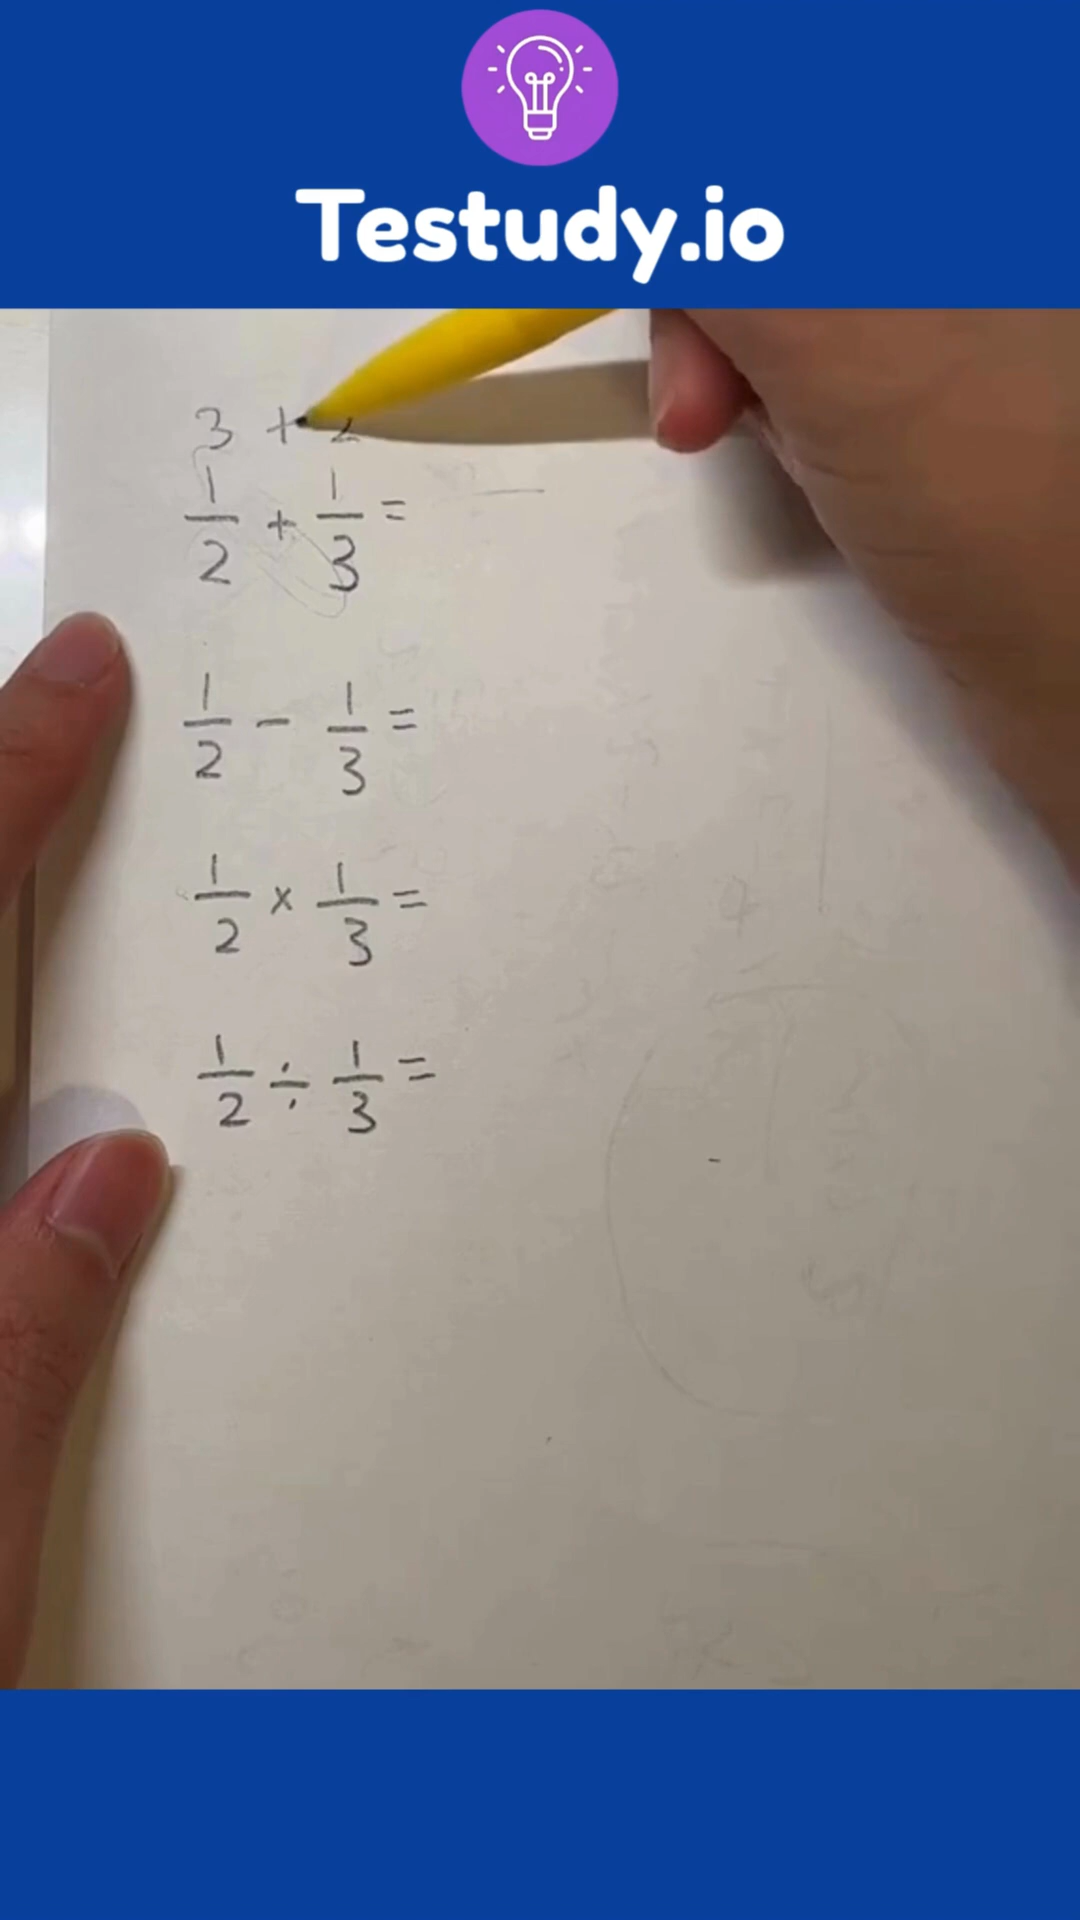 Testudy.io
3 + 2
1/2 + 1/3 =
1/2 - 1/3 =
1/2 × 1/3 =
1/2 ÷ 1/3 =